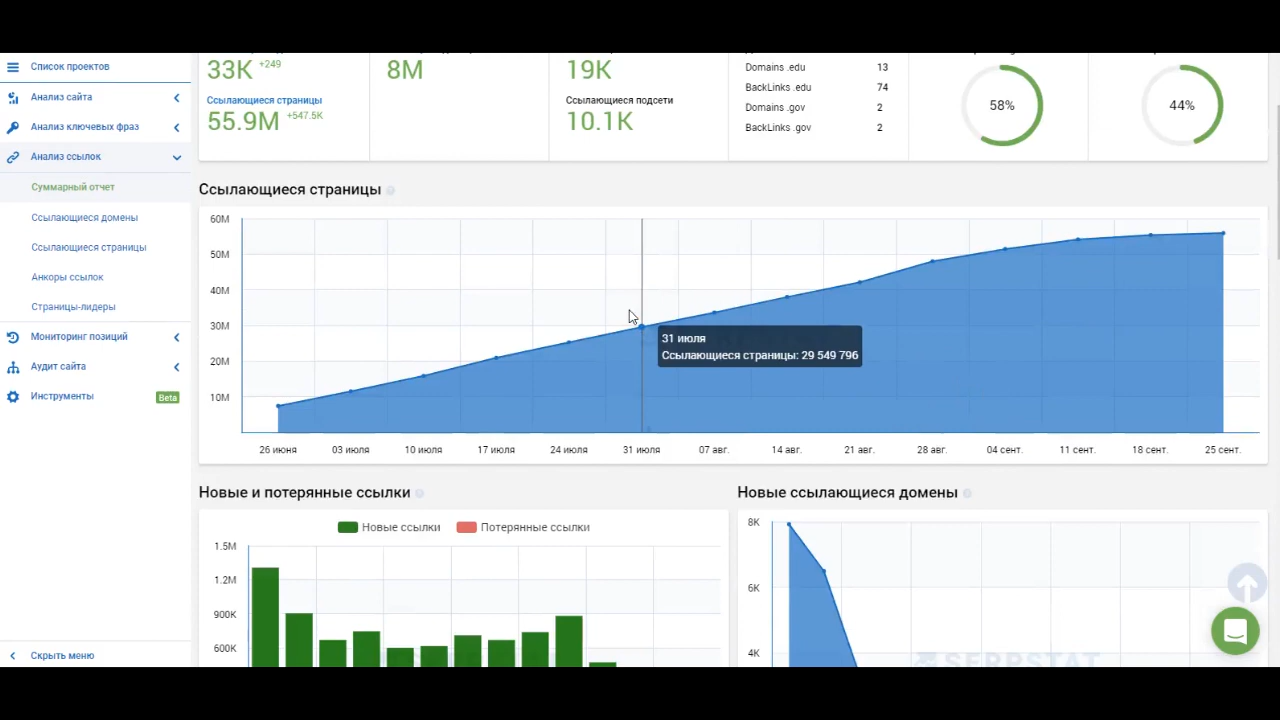 Список проектов
Анализ сайта
Анализ ключевых фраз
Анализ ссылок
Суммарный отчет
Ссылающиеся домены
Ссылающиеся страницы
Анкоры ссылок
Страницы-лидеры
Мониторинг позиций
Аудит сайта
Инструменты Beta
Скрыть меню
33K +249
Ссылающиеся страницы
55.9M +547.5K
8M
19K
Ссылающиеся подсети
10.1K
Domains .edu 13
BackLinks .edu 74
Domains .gov 2
BackLinks .gov 2
58%
44%
Ссылающиеся страницы
60M
50M
40M
30M
20M
10M
31 июля
Ссылающиеся страницы: 29 549 796
26 июня 03 июля 10 июля 17 июля 24 июля 31 июля 07 авг. 14 авг. 21 авг. 28 авг. 04 сент. 11 сент. 18 сент. 25 сент.
Новые и потерянные ссылки
Новые ссылки Потерянные ссылки
1.5M
1.2M
900K
600K
Новые ссылающиеся домены
8K
6K
4K
SERPSTAT